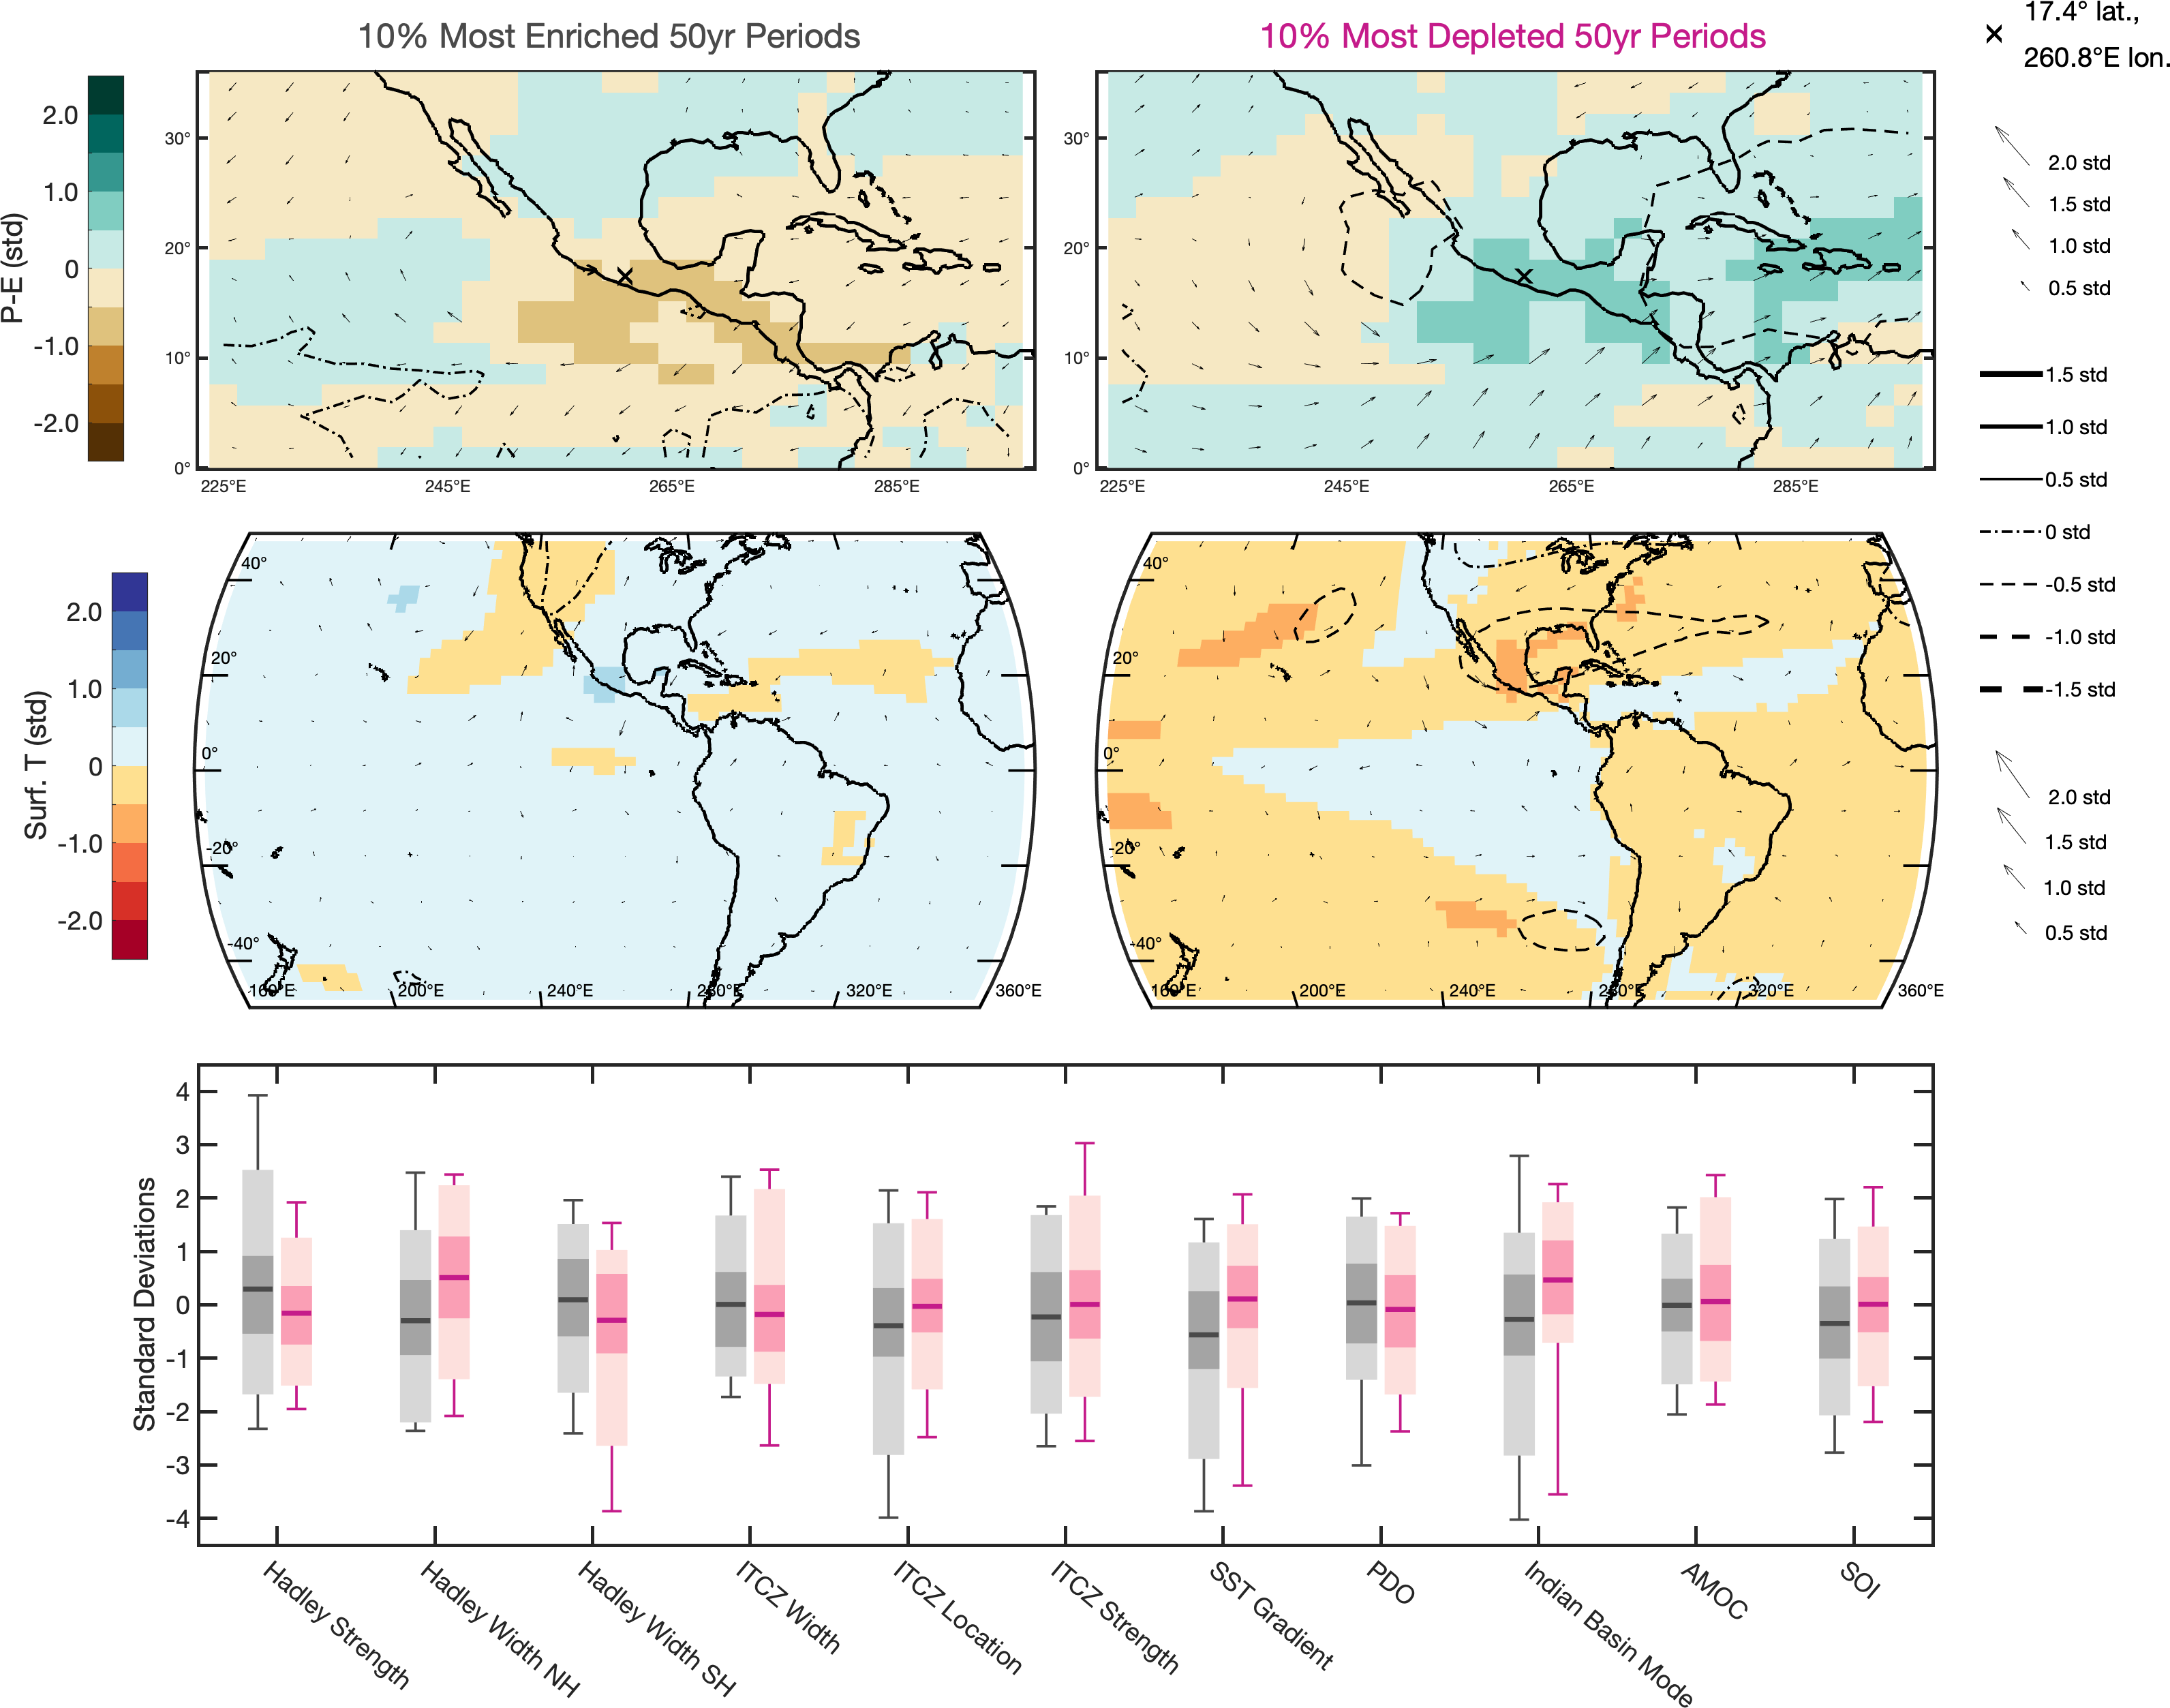 10% Most Enriched 50yr Periods
10% Most Depleted 50yr Periods
17.4° lat.,
260.8°E lon.
P-E (std)
2.0
1.0
0
-1.0
-2.0
30°
20°
10°
0°
225°E 245°E 265°E 285°E
30°
20°
10°
0°
225°E 245°E 265°E 285°E
2.0 std
1.5 std
1.0 std
0.5 std
1.5 std
1.0 std
0.5 std
0 std
-0.5 std
-1.0 std
-1.5 std
Surf. T (std)
2.0
1.0
0
-1.0
-2.0
40°
20°
0°
-20°
-40°
160°E 200°E 240°E 280°E 320°E 360°E
40°
20°
0°
-20°
-40°
160°E 200°E 240°E 280°E 320°E 360°E
2.0 std
1.5 std
1.0 std
0.5 std
Standard Deviations
4
3
2
1
0
-1
-2
-3
-4
Hadley Strength
Hadley Width NH
Hadley Width SH
ITCZ Width
ITCZ Location
ITCZ Strength
SST Gradient
PDO
Indian Basin Mode
AMOC
SOI